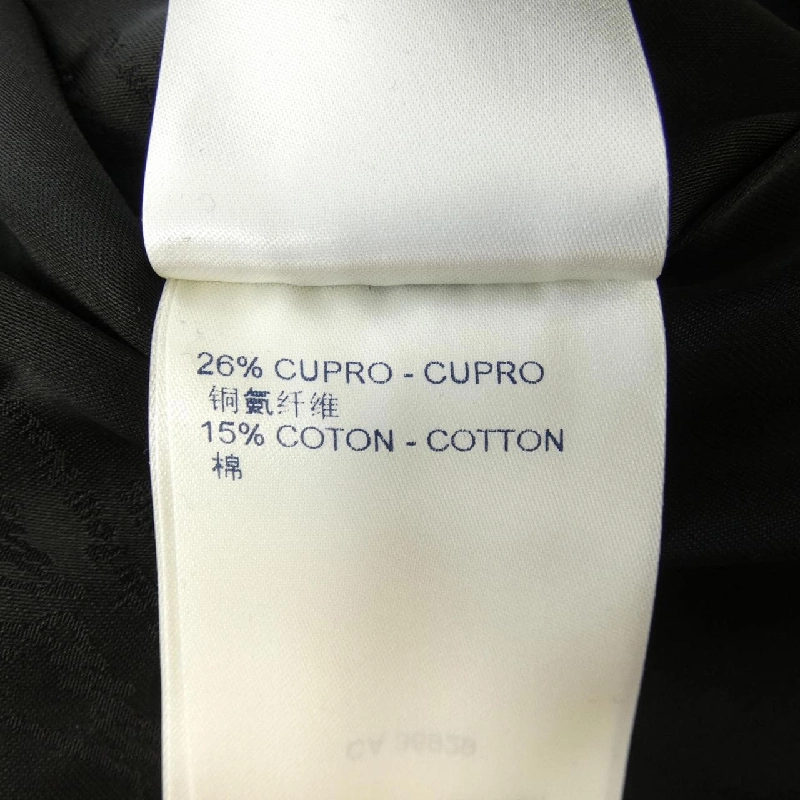 26% CUPRO - CUPRO
铜氨纤维
15% COTON - COTTON
棉